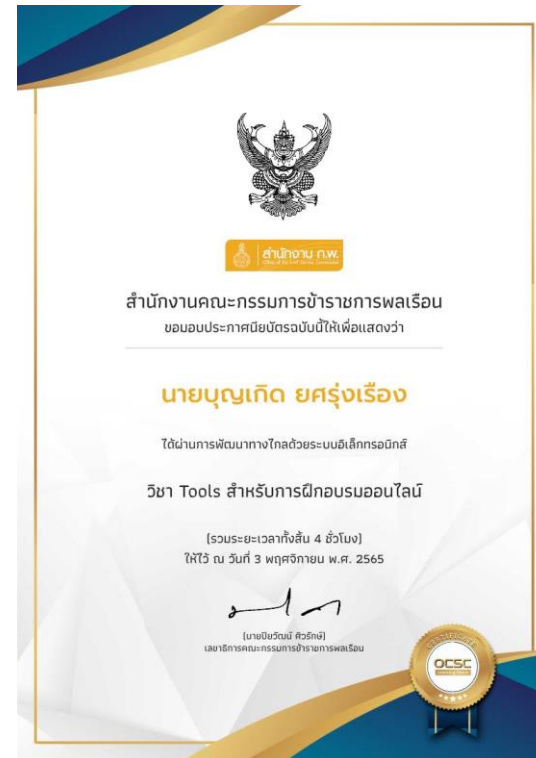 สำนักงาน ก.พ.
สำนักงานคณะกรรมการข้าราชการพลเรือน
ขอมอบประกาศนียบัตรฉบับนี้ให้เพื่อแสดงว่า
นายบุญเกิด ยศรุ่งเรือง
ได้ผ่านการพัฒนาทางไกลด้วยระบบอิเล็กทรอนิกส์
วิชา Tools สำหรับการฝึกอบรมออนไลน์
(รวมระยะเวลาทั้งสิ้น 4 ชั่วโมง)
ให้ไว้ ณ วันที่ 3 พฤศจิกายน พ.ศ. 2565
(นายปิยวัฒน์ ศิวรักษ์)
เลขาธิการคณะกรรมการข้าราชการพลเรือน
OCSC